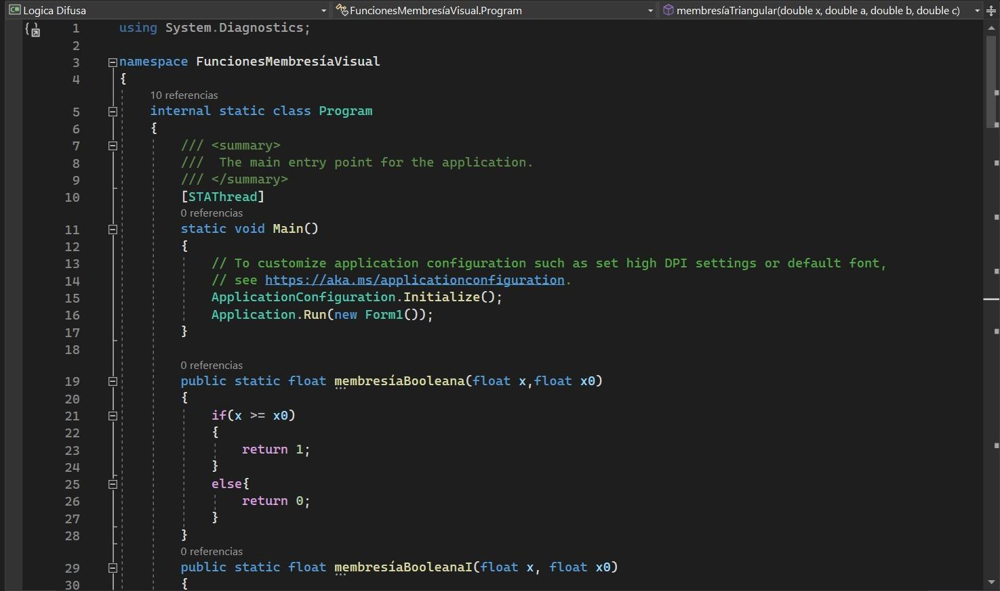 Logica Difusa FuncionesMembresíaVisual.Program membresíaTriangular(double x, double a, double b, double c)
1 using System.Diagnostics;
2
3 namespace FuncionesMembresíaVisual
4 {
10 referencias
5 internal static class Program
6 {
7 /// <summary>
8 ///  The main entry point for the application.
9 /// </summary>
10 [STAThread]
0 referencias
11 static void Main()
12 {
13 // To customize application configuration such as set high DPI settings or default font,
14 // see https://aka.ms/applicationconfiguration.
15 ApplicationConfiguration.Initialize();
16 Application.Run(new Form1());
17 }
18
0 referencias
19 public static float membresíaBooleana(float x,float x0)
20 {
21 if(x >= x0)
22 {
23 return 1;
24 }
25 else{
26 return 0;
27 }
28 }
0 referencias
29 public static float membresíaBooleanaI(float x, float x0)
30 {